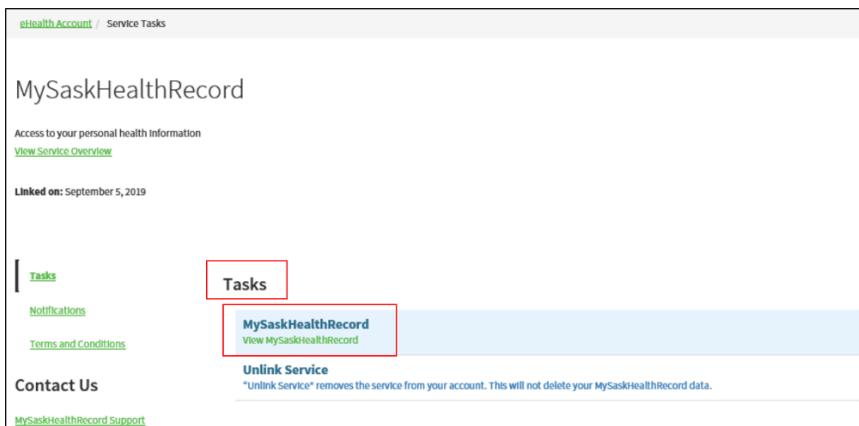 eHealth Account / Service Tasks
MySaskHealthRecord
Access to your personal health information
View Service Overview
Linked on: September 5, 2019
Tasks
Notifications
Terms and Conditions
Contact Us
MySaskHealthRecord Support
Tasks
MySaskHealthRecord
View MySaskHealthRecord
Unlink Service
"Unlink Service" removes the service from your account. This will not delete your MySaskHealthRecord data.